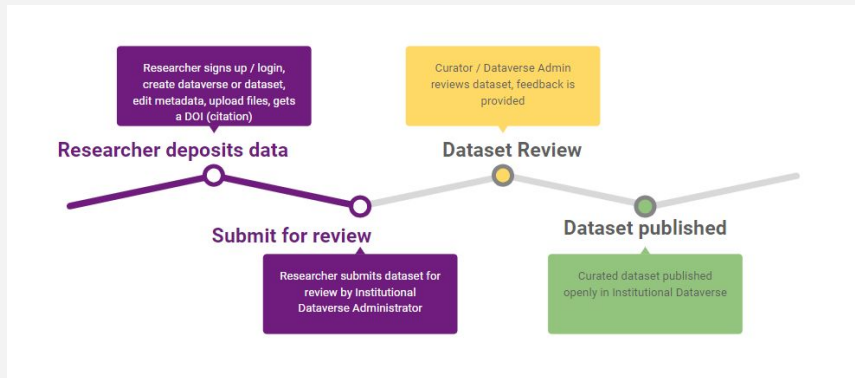 Researcher signs up / login,
create dataverse or dataset,
edit metadata, upload files, gets
a DOI (citation)
Researcher deposits data
Submit for review
Researcher submits dataset for
review by Institutional
Dataverse Administrator
Curator / Dataverse Admin
reviews dataset, feedback is
provided
Dataset Review
Dataset published
Curated dataset published
openly in Institutional Dataverse